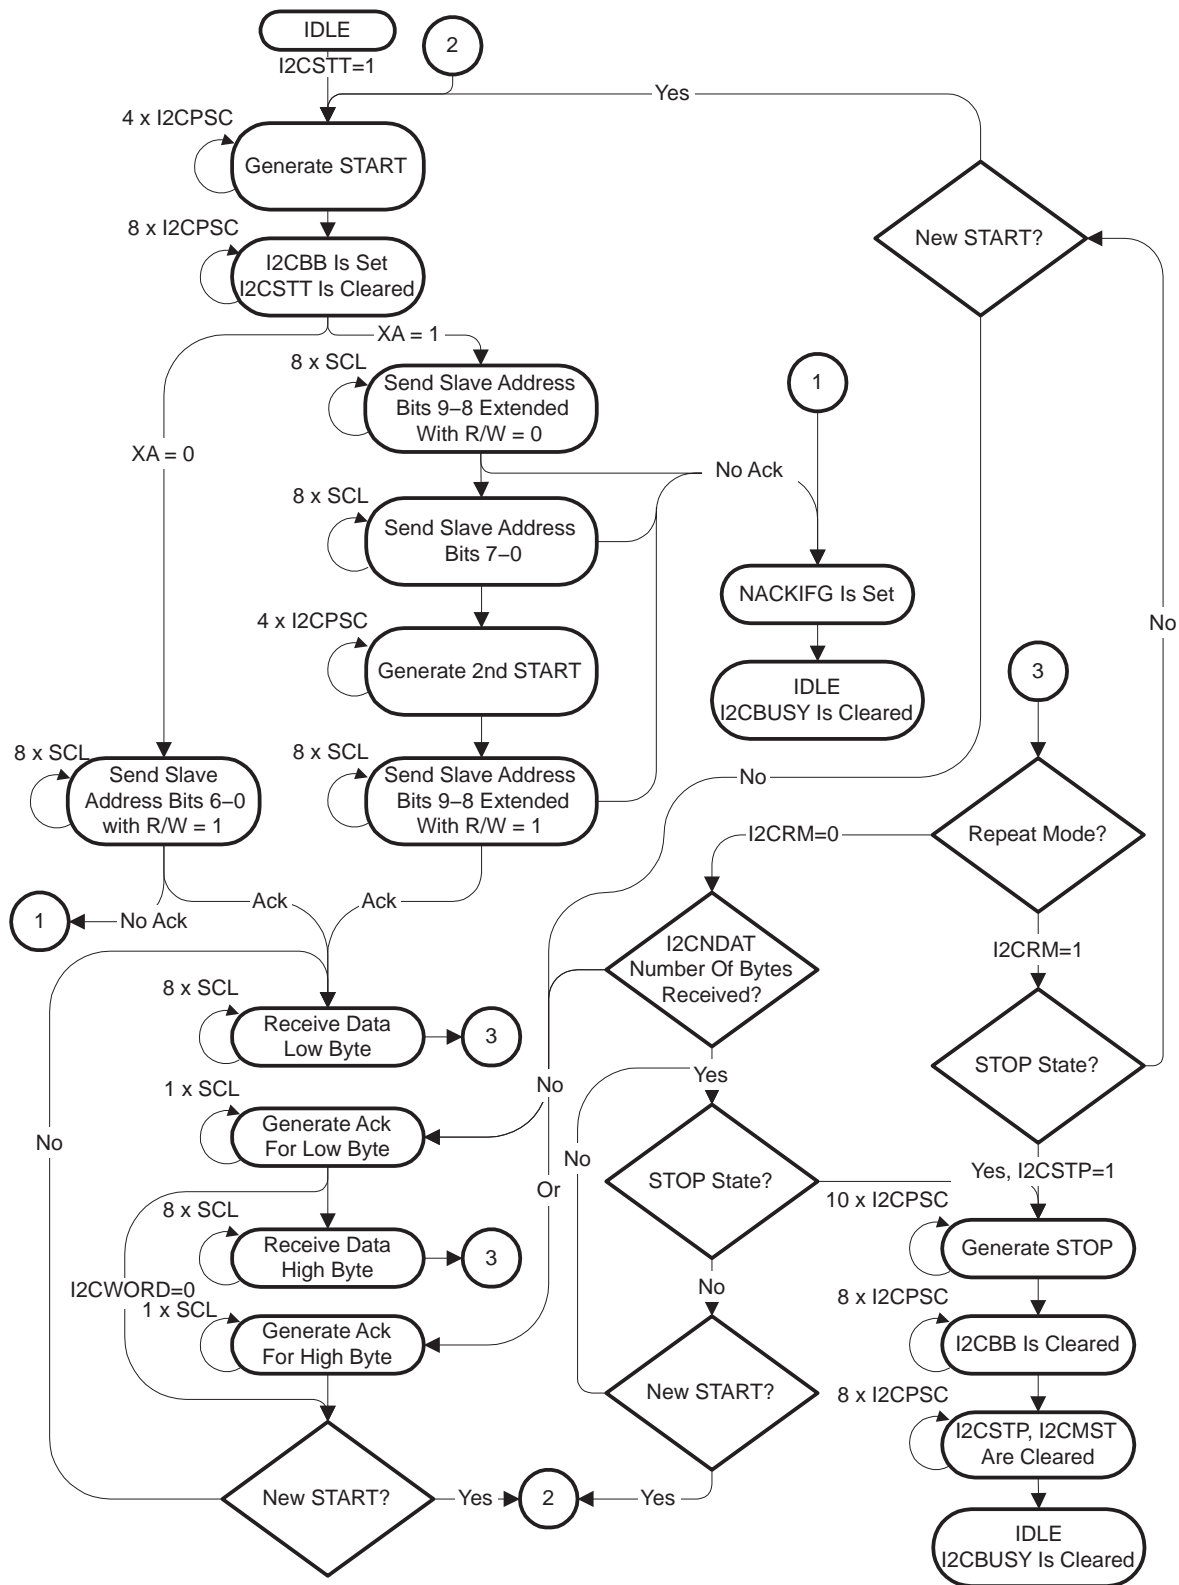 IDLE
2
I2CSTT=1
Yes
4 x I2CPSC
Generate START
8 x I2CPSC
New START?
I2CBB Is Set
I2CSTT Is Cleared
XA = 1
8 x SCL
Send Slave Address
Bits 9–8 Extended
With R/W = 0
1
XA = 0
No Ack
8 x SCL
Send Slave Address
Bits 7–0
NACKIFG Is Set
No
4 x I2CPSC
Generate 2nd START
IDLE
I2CBUSY Is Cleared
3
8 x SCL
Send Slave
Address Bits 6–0
with R/W = 1
8 x SCL
Send Slave Address
Bits 9–8 Extended
With R/W = 1
No
I2CRM=0
Repeat Mode?
Ack
Ack
1
No Ack
I2CNDAT
Number Of Bytes
Received?
I2CRM=1
8 x SCL
Receive Data
Low Byte
3
STOP State?
Yes
No
1 x SCL
Generate Ack
For Low Byte
No
No
STOP State?
Yes, I2CSTP=1
Or
10 x I2CPSC
8 x SCL
Receive Data
High Byte
3
Generate STOP
I2CWORD=0
No
8 x I2CPSC
1 x SCL
Generate Ack
For High Byte
I2CBB Is Cleared
New START?
8 x I2CPSC
I2CSTP, I2CMST
Are Cleared
New START?
Yes
2
Yes
IDLE
I2CBUSY Is Cleared